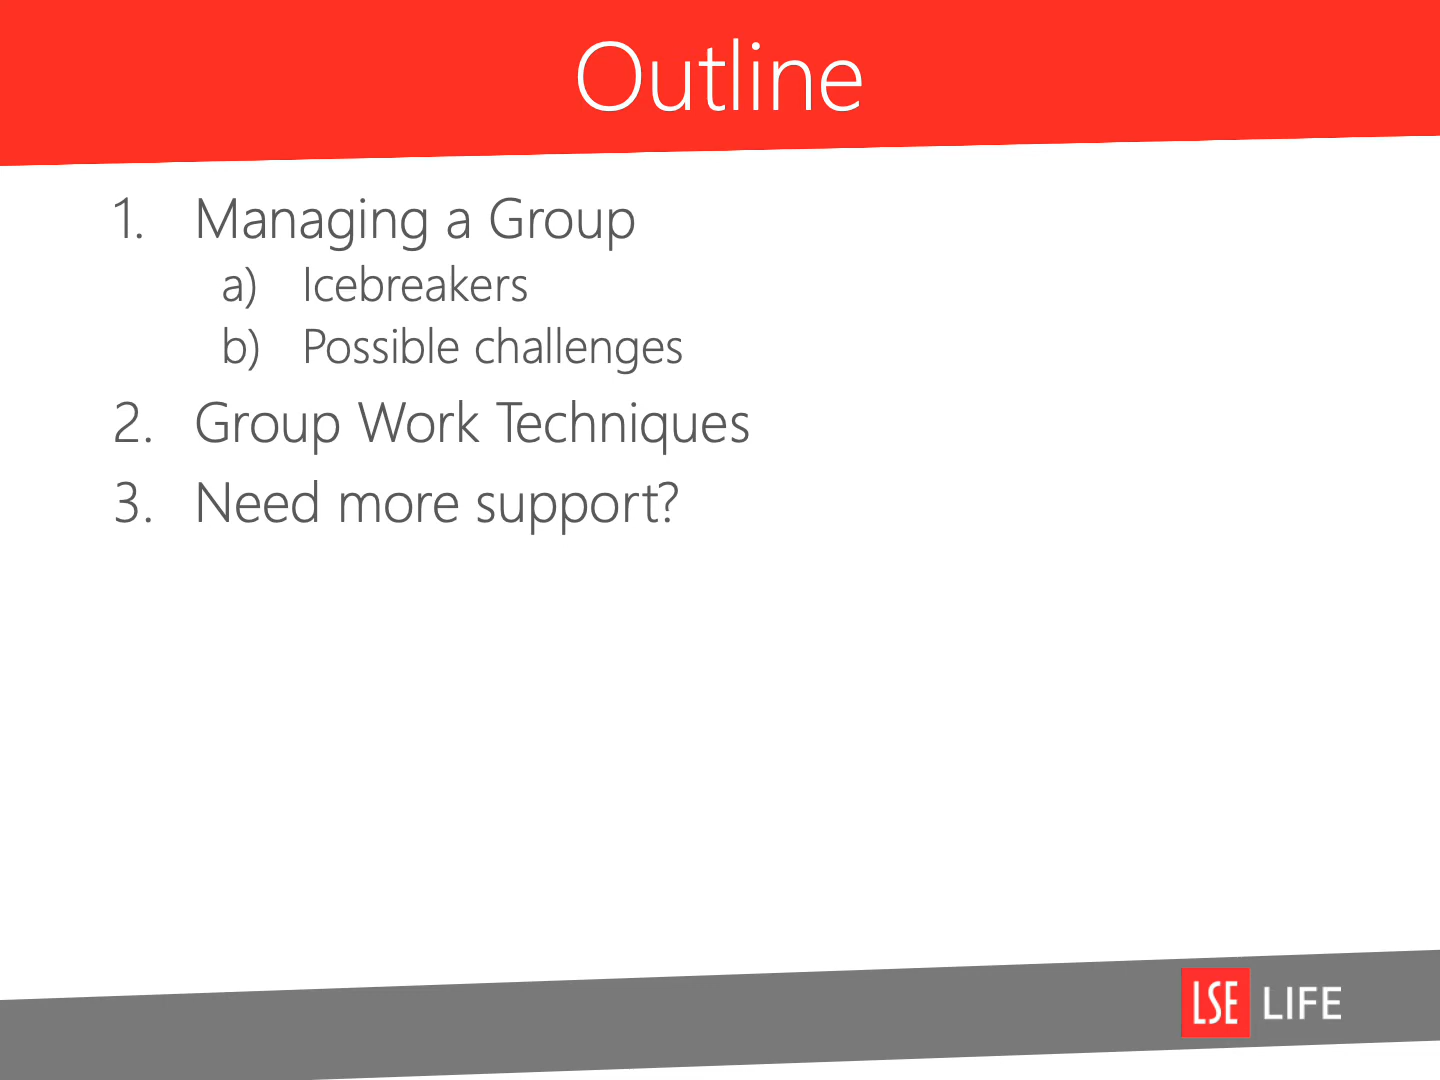 Outline
1. Managing a Group
a) Icebreakers
b) Possible challenges
2. Group Work Techniques
3. Need more support?
LSE LIFE